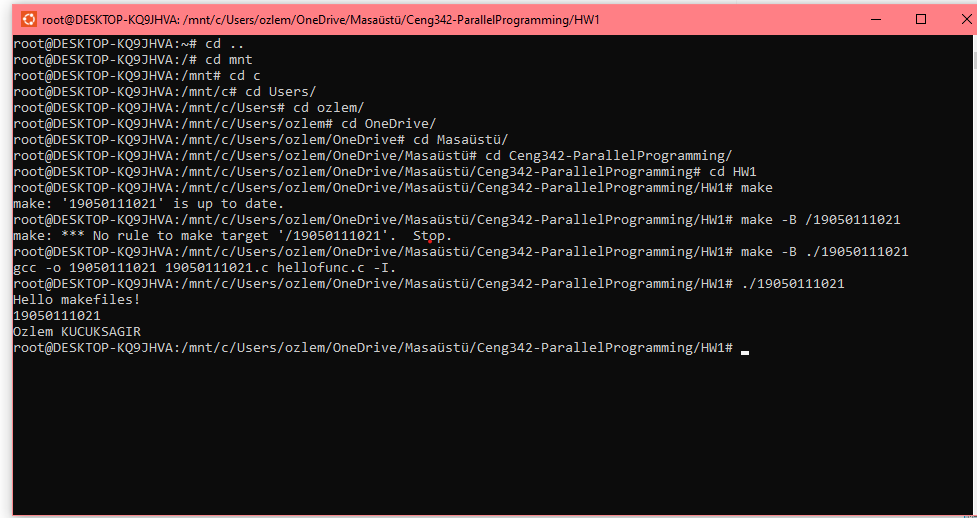 root@DESKTOP-KQ9JHVA: /mnt/c/Users/ozlem/OneDrive/Masaüstü/Ceng342-ParallelProgramming/HW1
root@DESKTOP-KQ9JHVA:~# cd ..
root@DESKTOP-KQ9JHVA:/# cd mnt
root@DESKTOP-KQ9JHVA:/mnt# cd c
root@DESKTOP-KQ9JHVA:/mnt/c# cd Users/
root@DESKTOP-KQ9JHVA:/mnt/c/Users# cd ozlem/
root@DESKTOP-KQ9JHVA:/mnt/c/Users/ozlem# cd OneDrive/
root@DESKTOP-KQ9JHVA:/mnt/c/Users/ozlem/OneDrive# cd Masaüstü/
root@DESKTOP-KQ9JHVA:/mnt/c/Users/ozlem/OneDrive/Masaüstü# cd Ceng342-ParallelProgramming/
root@DESKTOP-KQ9JHVA:/mnt/c/Users/ozlem/OneDrive/Masaüstü/Ceng342-ParallelProgramming# cd HW1
root@DESKTOP-KQ9JHVA:/mnt/c/Users/ozlem/OneDrive/Masaüstü/Ceng342-ParallelProgramming/HW1# make
make: '19050111021' is up to date.
root@DESKTOP-KQ9JHVA:/mnt/c/Users/ozlem/OneDrive/Masaüstü/Ceng342-ParallelProgramming/HW1# make -B /19050111021
make: *** No rule to make target '/19050111021'.  Stop.
root@DESKTOP-KQ9JHVA:/mnt/c/Users/ozlem/OneDrive/Masaüstü/Ceng342-ParallelProgramming/HW1# make -B ./19050111021
gcc -o 19050111021 19050111021.c hellofunc.c -I.
root@DESKTOP-KQ9JHVA:/mnt/c/Users/ozlem/OneDrive/Masaüstü/Ceng342-ParallelProgramming/HW1# ./19050111021
Hello makefiles!
19050111021
Ozlem KUCUKSAGIR
root@DESKTOP-KQ9JHVA:/mnt/c/Users/ozlem/OneDrive/Masaüstü/Ceng342-ParallelProgramming/HW1#